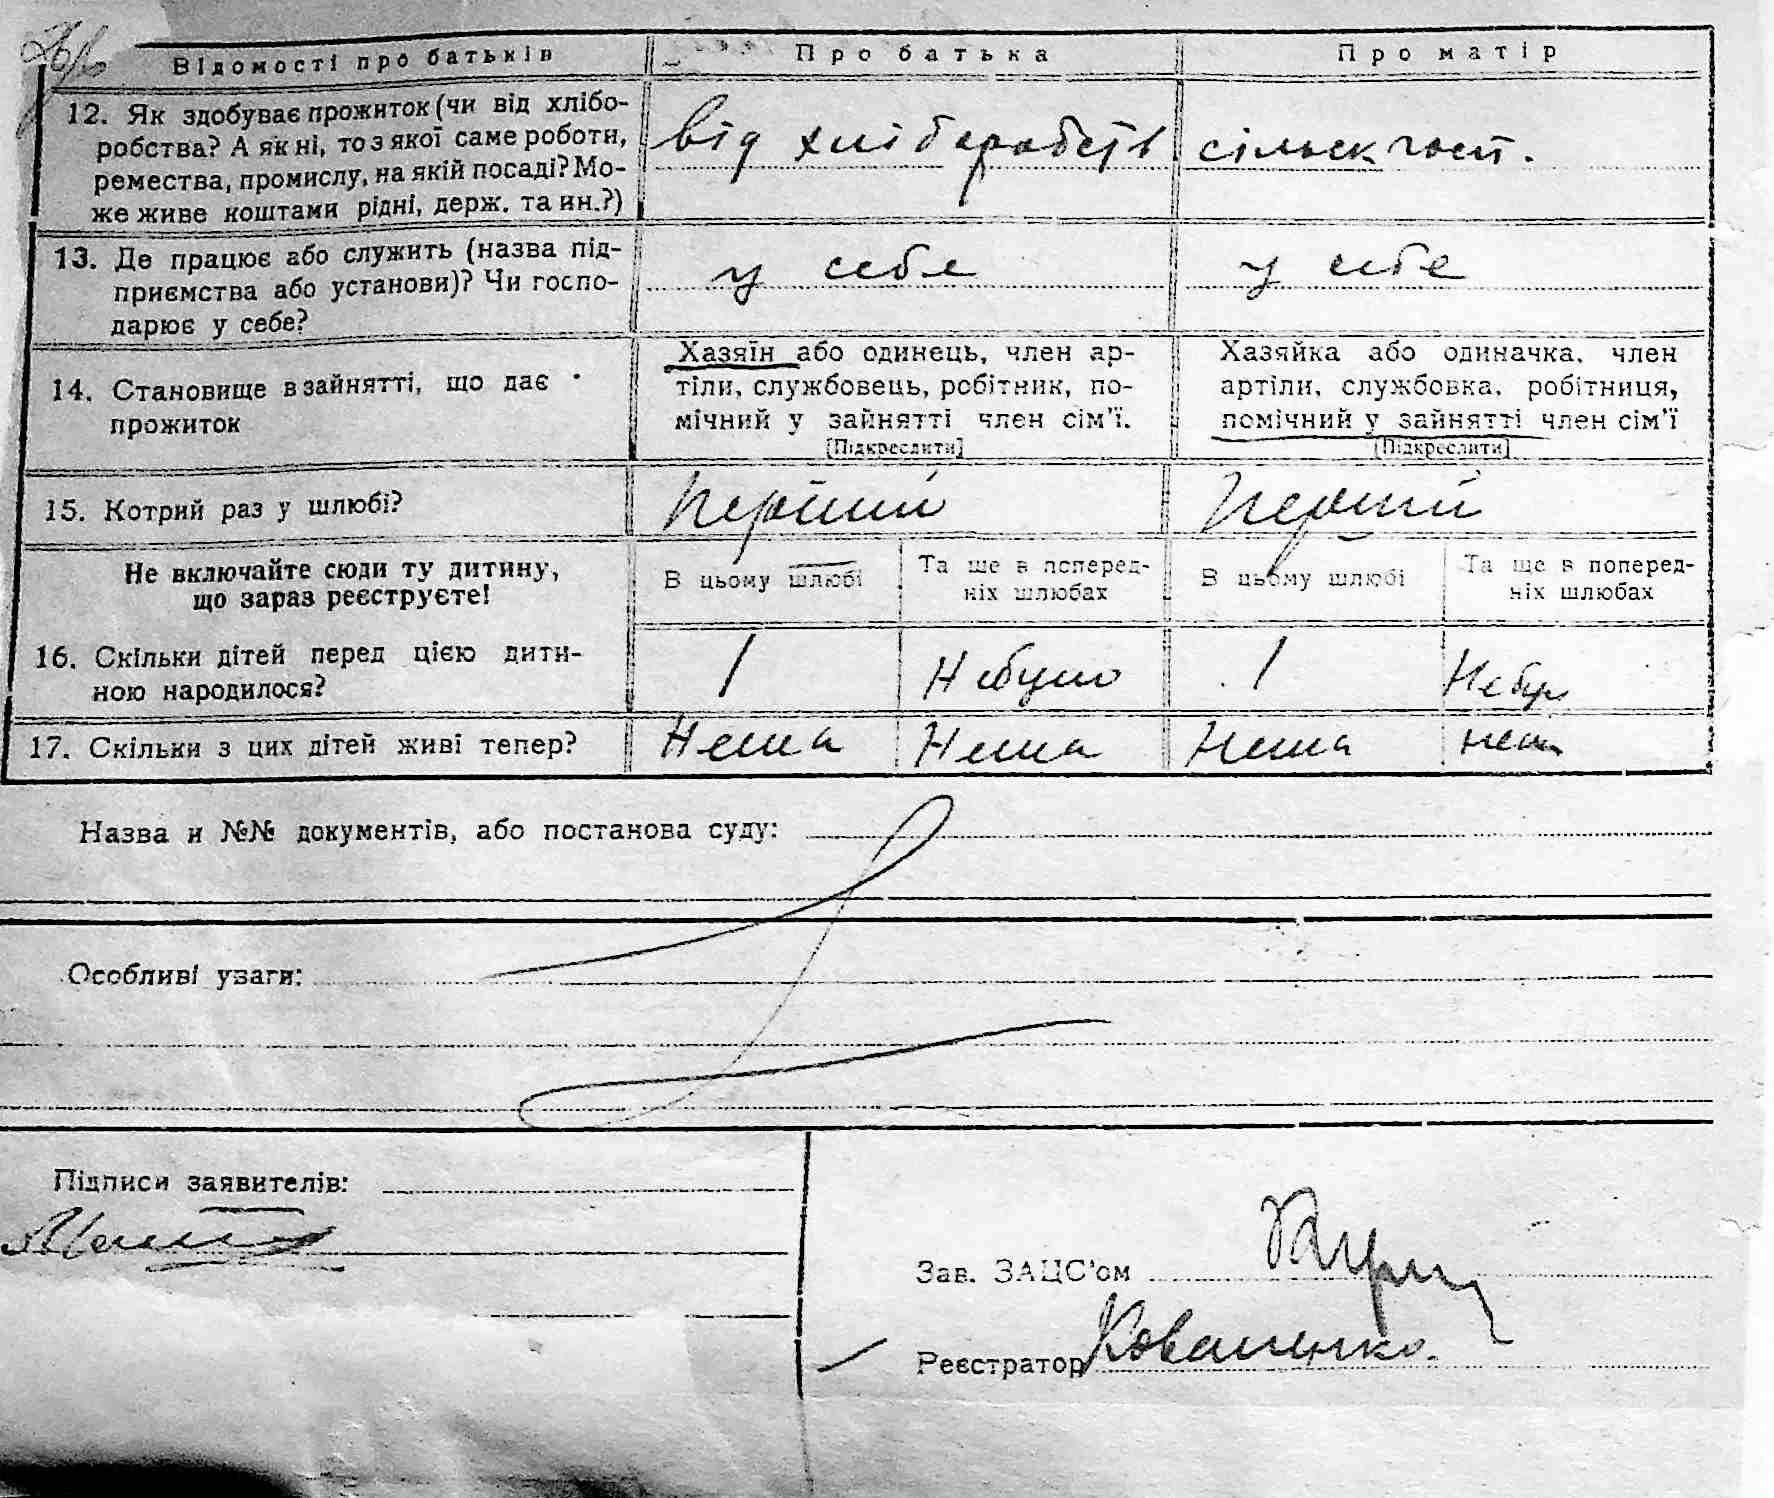 Відомості про батьків Про батька Про матір
12. Як здобуває прожиток (чи від хлібо-
робства? А як ні, то з якої саме роботи,
ремества, промислу, на якій посаді? Мо-
же живе коштами рідні, держ. та ин.?)
від хліборобств сільск госп.
13. Де працює або служить (назва під-
приємства або установи)? Чи госпо-
дарює у себе?
у себе у себе
14. Становище в зайнятті, що дає
прожиток
Хазяїн або одинець, член ар-
тіли, службовець, робітник, по-
мічний у зайнятті член сім'ї.
[Підкреслити]
Хазяйка або одиначка, член
артіли, службовка, робітниця,
помічний у зайнятті член сім'ї
[Підкреслити]
15. Котрий раз у шлюбі? Перший Перший
Не включайте сюди ту дитину,
що зараз реєструєте!
В цьому шлюбі
Та ще в поперед-
ніх шлюбах
В цьому шлюбі
Та ще в поперед-
ніх шлюбах
16. Скільки дітей перед цією дити-
ною народилося?
1 Небуло 1 Небул
17. Скільки з цих дітей живі тепер? Нема Нема Нема нема
Назва и №№ документів, або постанова суду:
Особливі уваги:
Підписи заявителів:
Зав. ЗАЦС'ом
Реєстратор Коваленко.